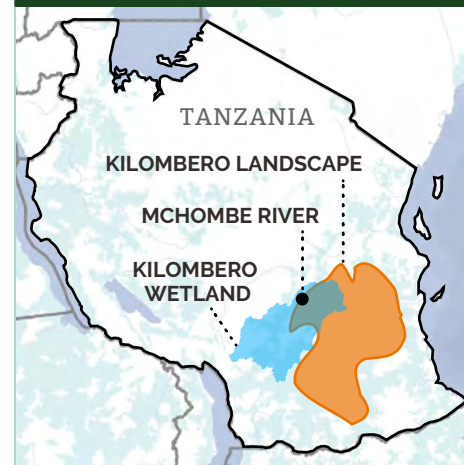 TANZANIA
KILOMBERO LANDSCAPE
MCHOMBE RIVER
KILOMBERO
WETLAND